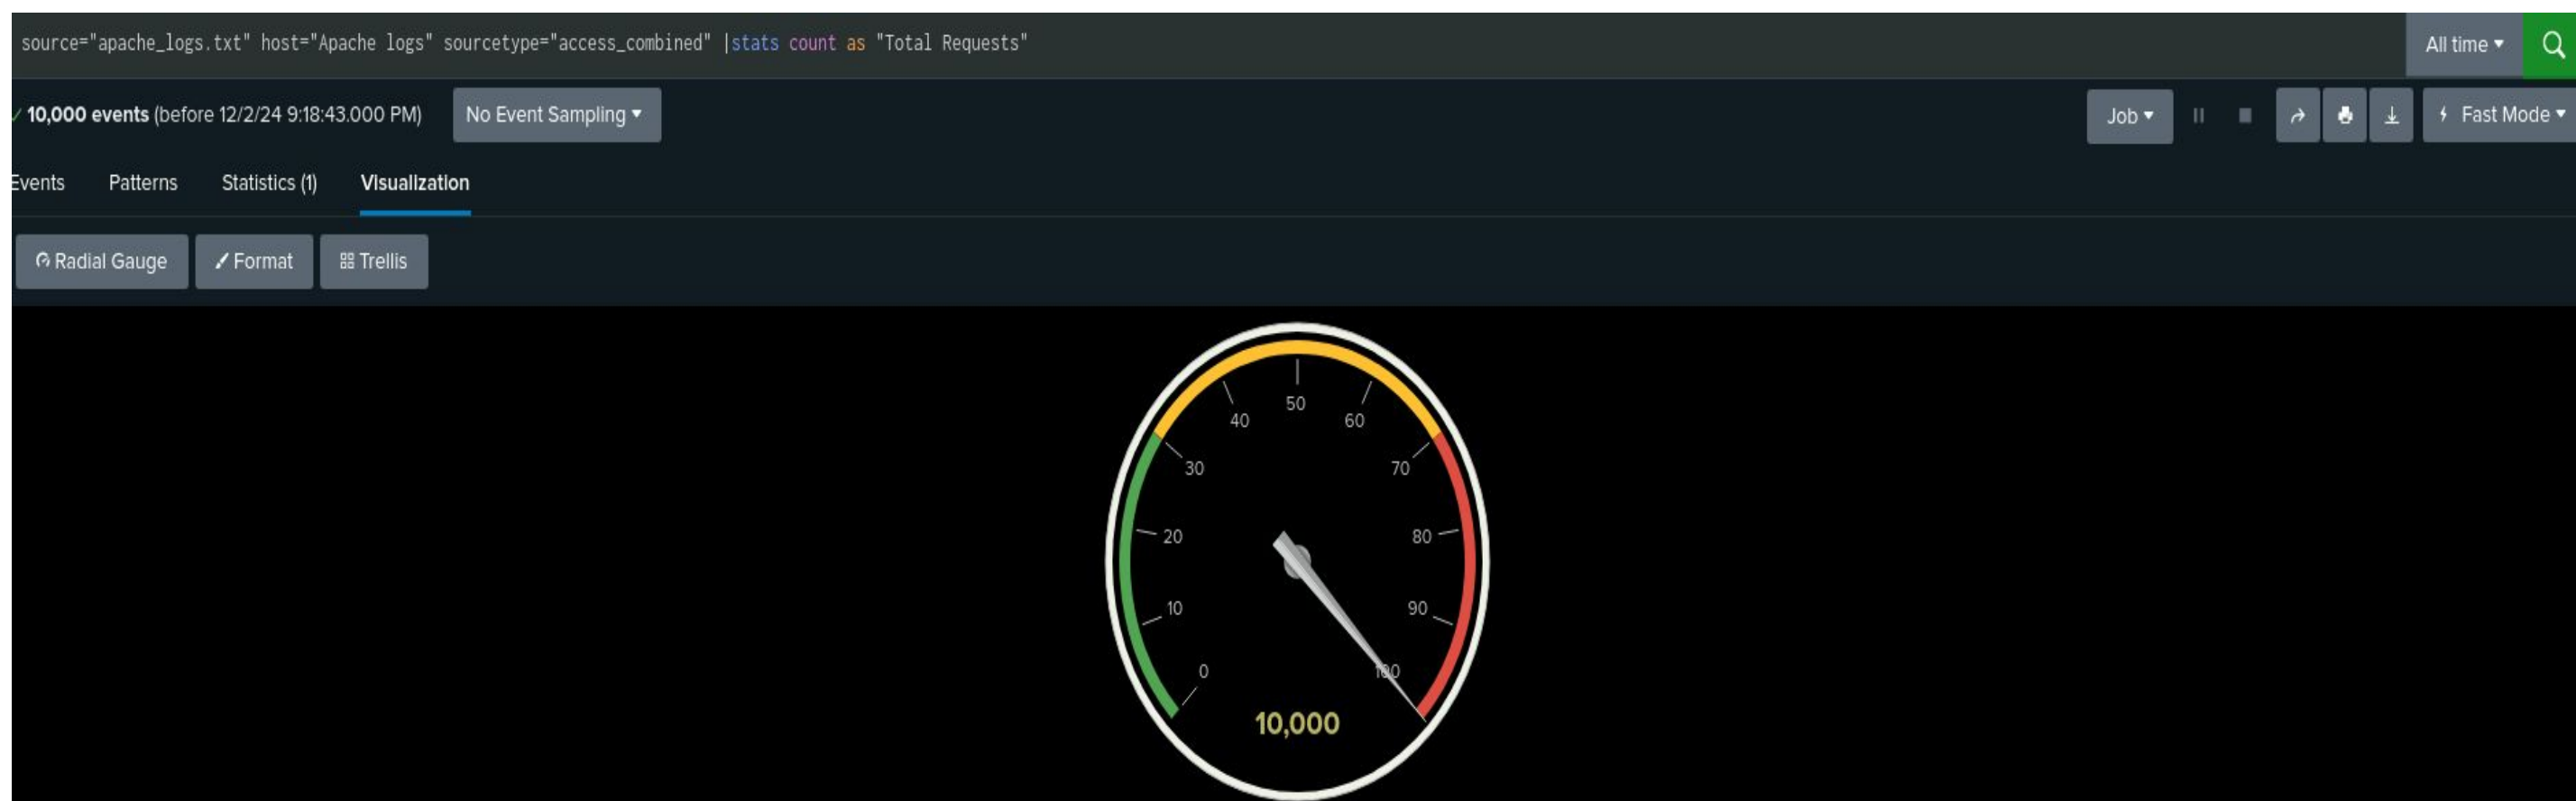 source="apache_logs.txt" host="Apache logs" sourcetype="access_combined" |stats count as "Total Requests"
All time
10,000 events (before 12/2/24 9:18:43.000 PM)
No Event Sampling
Job
Fast Mode
Events
Patterns
Statistics (1)
Visualization
Radial Gauge
Format
Trellis
0
10
20
30
40
50
60
70
80
90
100
10,000